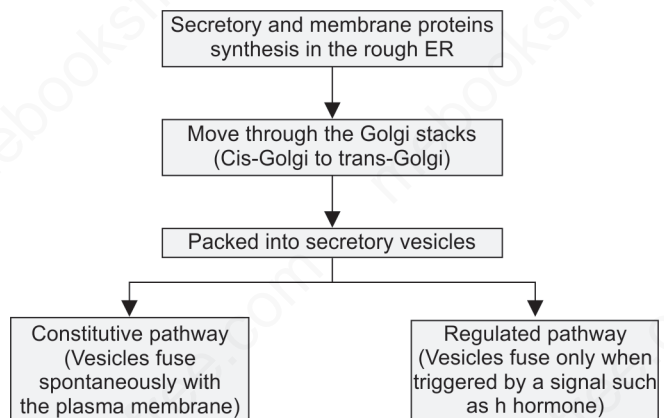 Secretory and membrane proteins
synthesis in the rough ER
Move through the Golgi stacks
(Cis-Golgi to trans-Golgi)
Packed into secretory vesicles
Constitutive pathway
(Vesicles fuse
spontaneously with
the plasma membrane)
Regulated pathway
(Vesicles fuse only when
triggered by a signal such
as h hormone)